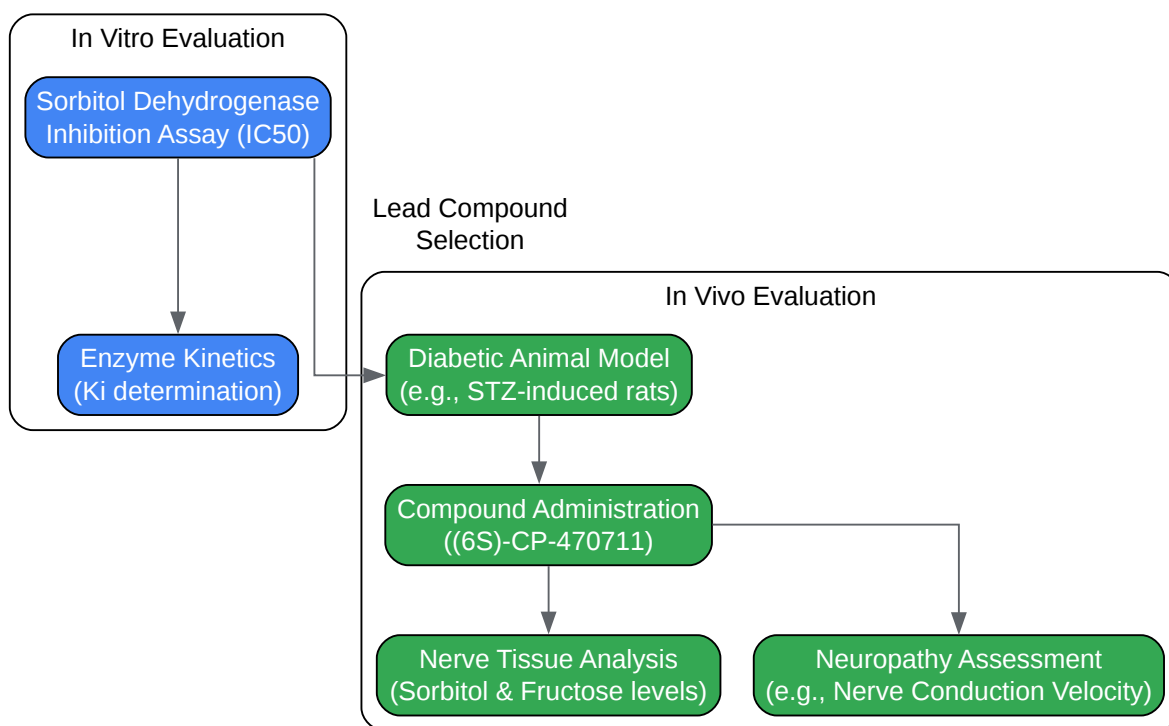 In Vitro Evaluation
Sorbitol Dehydrogenase
Inhibition Assay (IC50)
Enzyme Kinetics
(Ki determination)
Lead Compound
Selection
In Vivo Evaluation
Diabetic Animal Model
(e.g., STZ-induced rats)
Compound Administration
((6S)-CP-470711)
Nerve Tissue Analysis
(Sorbitol & Fructose levels)
Neuropathy Assessment
(e.g., Nerve Conduction Velocity)